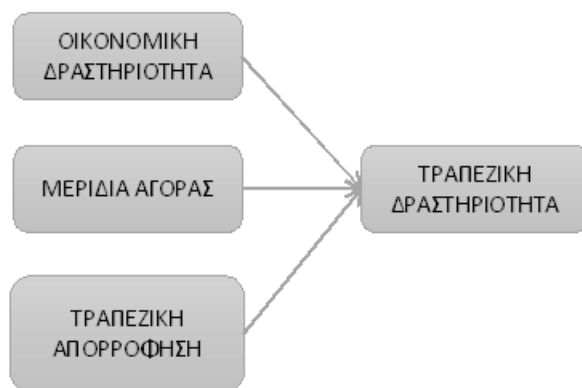 ΟΙΚΟΝΟΜΙΚΗ
ΔΡΑΣΤΗΡΙΟΤΗΤΑ
ΜΕΡΙΔΙΑ ΑΓΟΡΑΣ
ΤΡΑΠΕΖΙΚΗ
ΑΠΟΡΡΟΦΗΣΗ
ΤΡΑΠΕΖΙΚΗ
ΔΡΑΣΤΗΡΙΟΤΗΤΑ